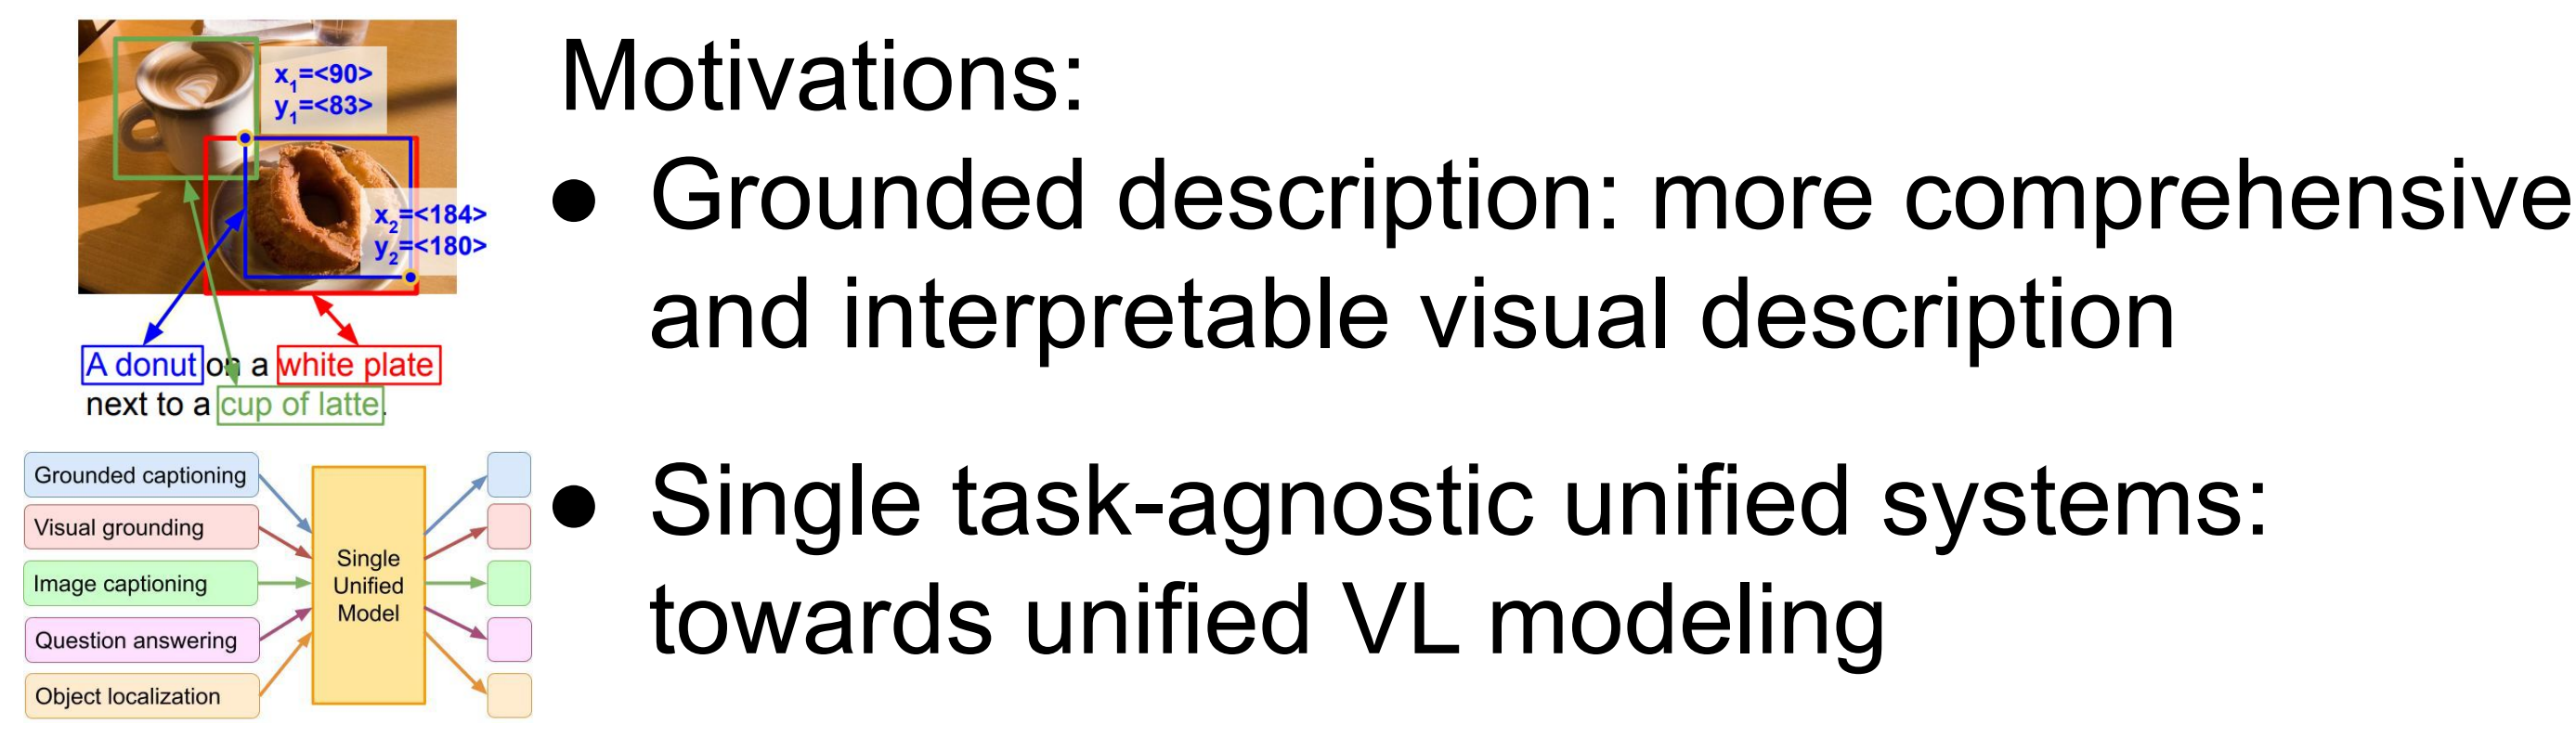 x1=<90>
y1=<83>
x2=<184>
y2=<180>
A donut on a white plate
next to a cup of latte.
Grounded captioning
Visual grounding
Image captioning
Question answering
Object localization
Single
Unified
Model
Motivations:
● Grounded description: more comprehensive
and interpretable visual description
● Single task-agnostic unified systems:
towards unified VL modeling